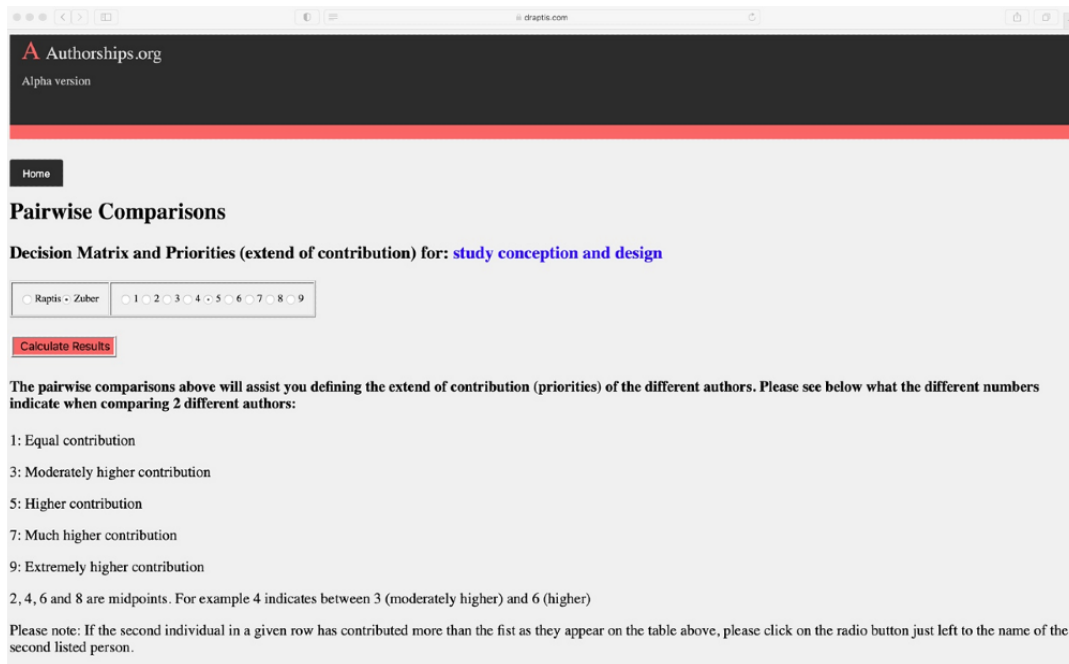 draptis.com
A Authorships.org
Alpha version
Home
Pairwise Comparisons
Decision Matrix and Priorities (extend of contribution) for: study conception and design
Raptis Zuber 1 2 3 4 5 6 7 8 9
Calculate Results
The pairwise comparisons above will assist you defining the extend of contribution (priorities) of the different authors. Please see below what the different numbers
indicate when comparing 2 different authors:
1: Equal contribution
3: Moderately higher contribution
5: Higher contribution
7: Much higher contribution
9: Extremely higher contribution
2, 4, 6 and 8 are midpoints. For example 4 indicates between 3 (moderately higher) and 6 (higher)
Please note: If the second individual in a given row has contributed more than the fist as they appear on the table above, please click on the radio button just left to the name of the
second listed person.